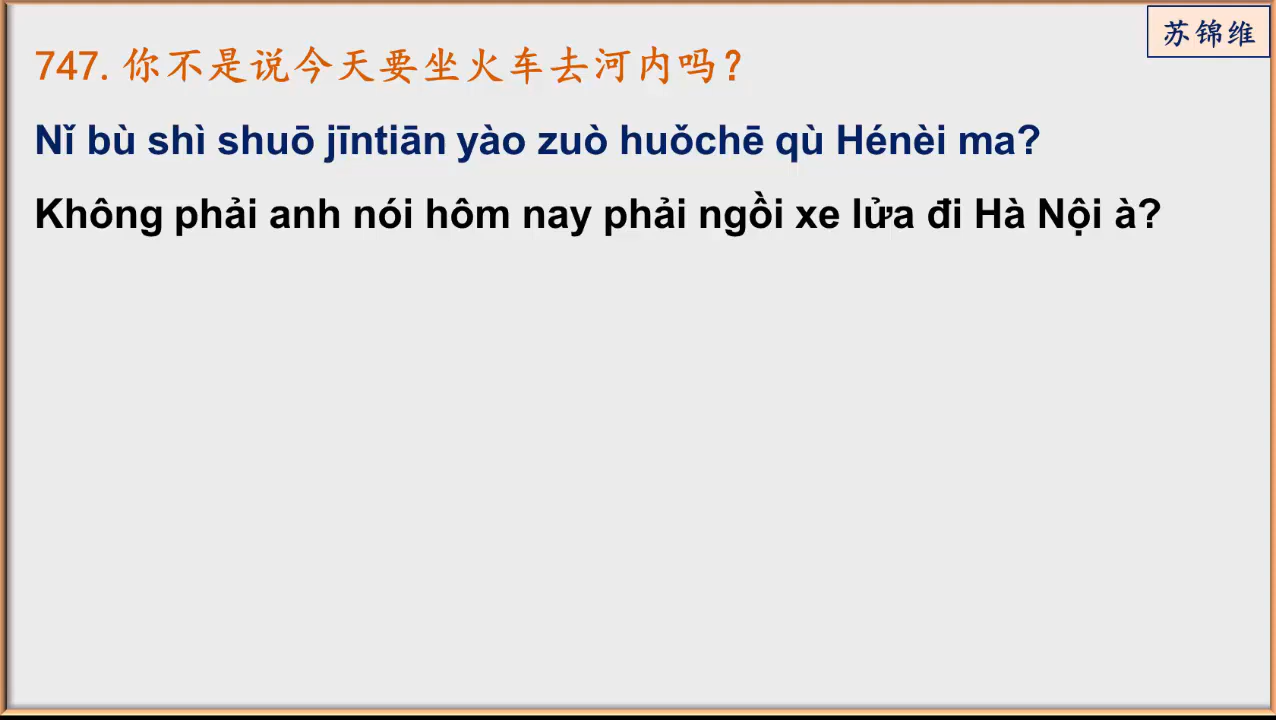 苏锦维
747. 你不是说今天要坐火车去河内吗？
Nǐ bù shì shuō jīntiān yào zuò huǒchē qù Hénèi ma?
Không phải anh nói hôm nay phải ngồi xe lửa đi Hà Nội à?